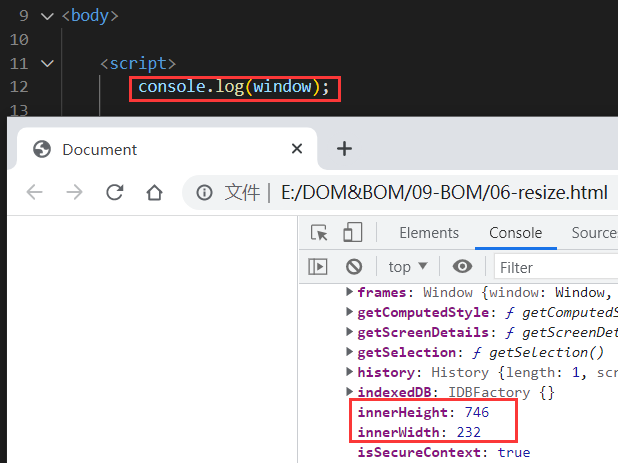 9 <body>
10
11 <script>
12 console.log(window);
13
Document
文件 | E:/DOM&BOM/09-BOM/06-resize.html
Elements Console Source
top Filter
frames: Window {window: Window,
getComputedStyle: ƒ getComputedS
getScreenDetails: ƒ getScreenDet
getSelection: ƒ getSelection()
history: History {length: 1, scr
indexedDB: IDBFactory {}
innerHeight: 746
innerWidth: 232
isSecureContext: true